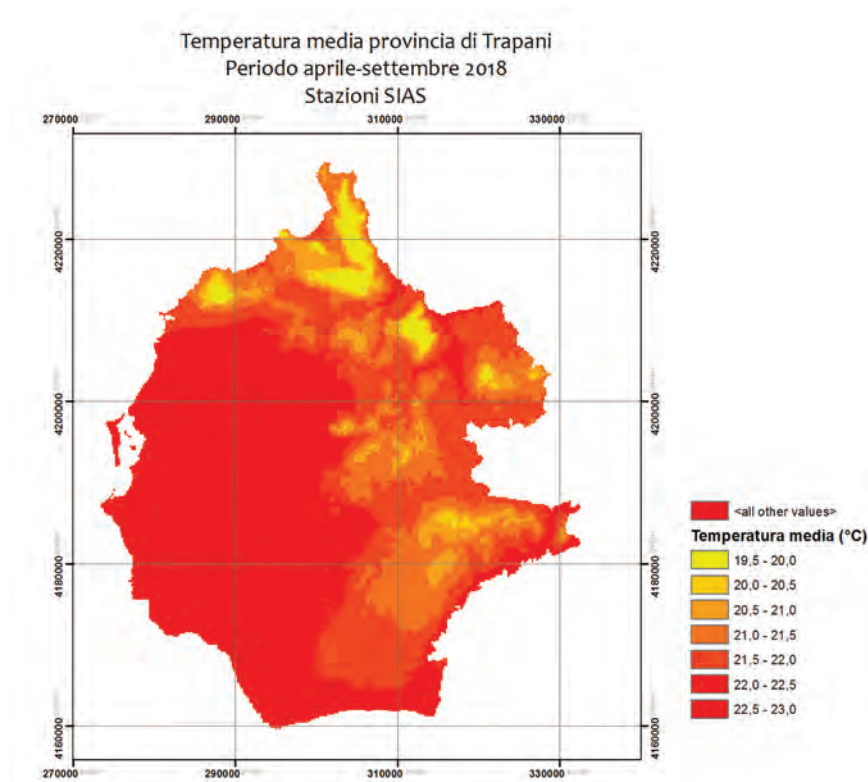 Temperatura media provincia di Trapani
Periodo aprile-settembre 2018
Stazioni SIAS
270000 290000 310000 330000
4220000 4220000
4200000 4200000
4180000 4180000
4160000 4160000
270000 290000 310000 330000
<all other values>
Temperatura media (°C)
19,5 - 20,0
20,0 - 20,5
20,5 - 21,0
21,0 - 21,5
21,5 - 22,0
22,0 - 22,5
22,5 - 23,0